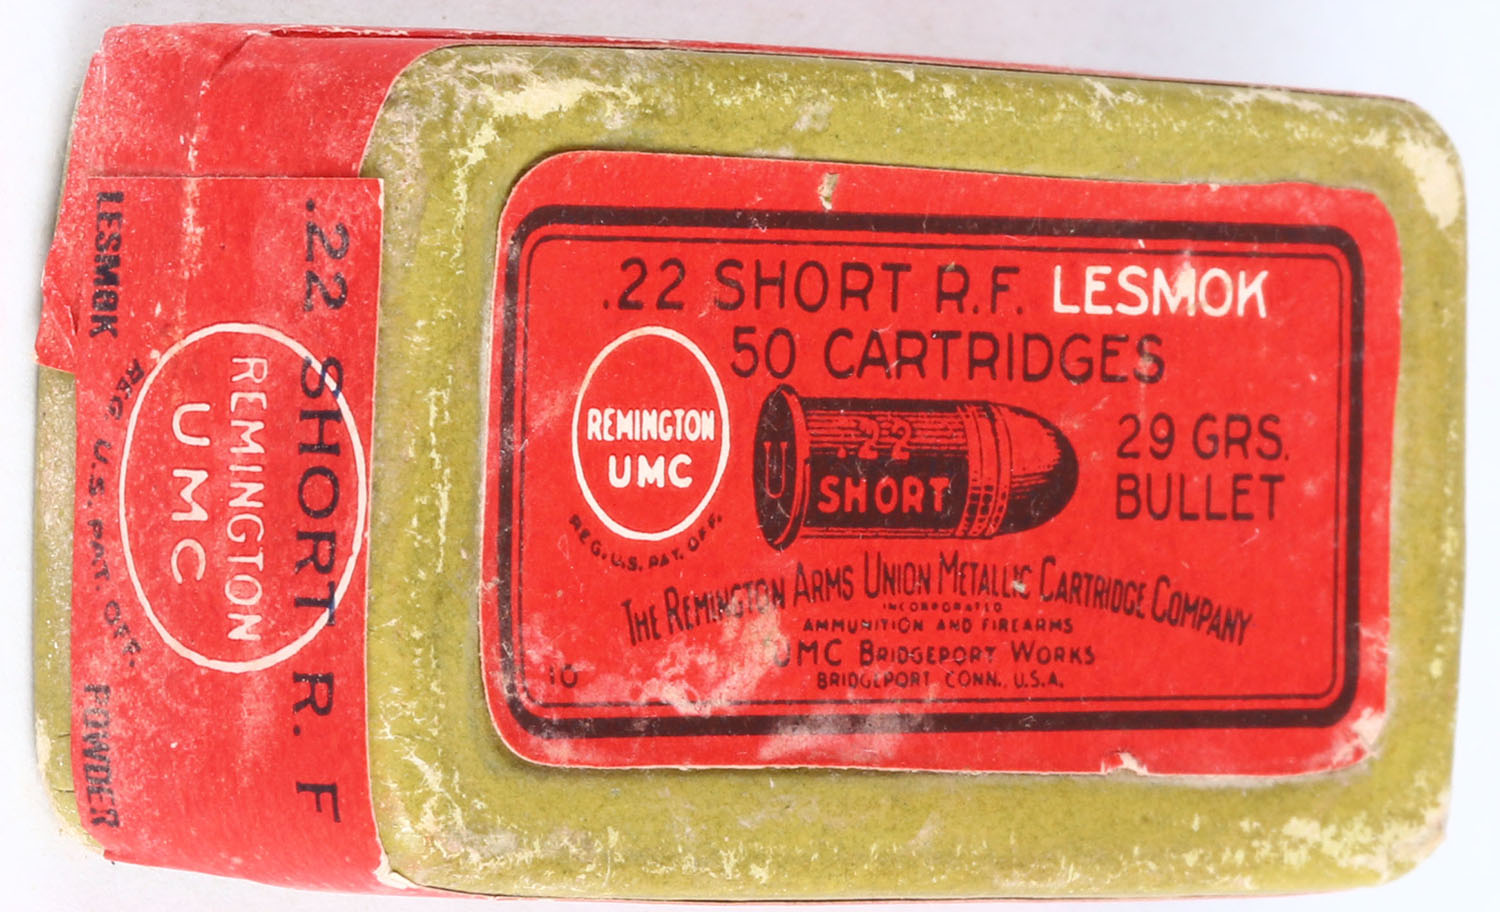 .22 SHORT R.F. LESMOK
50 CARTRIDGES
REMINGTON
UMC
REG. U.S. PAT. OFF.
U
.22
SHORT
29 GRS.
BULLET
THE REMINGTON ARMS UNION METALLIC CARTRIDGE COMPANY
INCORPORATED
AMMUNITION AND FIREARMS
UMC BRIDGEPORT WORKS
BRIDGEPORT CONN., U.S.A.
10
.22 SHORT R. F
REMINGTON
UMC
REG. U.S. PAT. OFF.
LESMOK POWDER